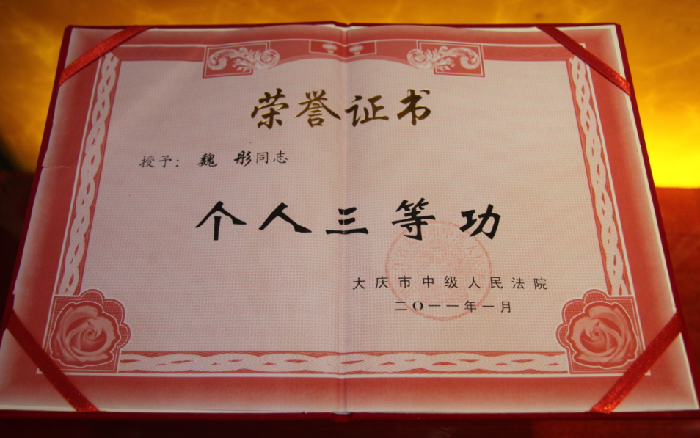 荣誉证书
授予：魏 彤同志
个人三等功
大庆市中级人民法院
二〇一一年一月